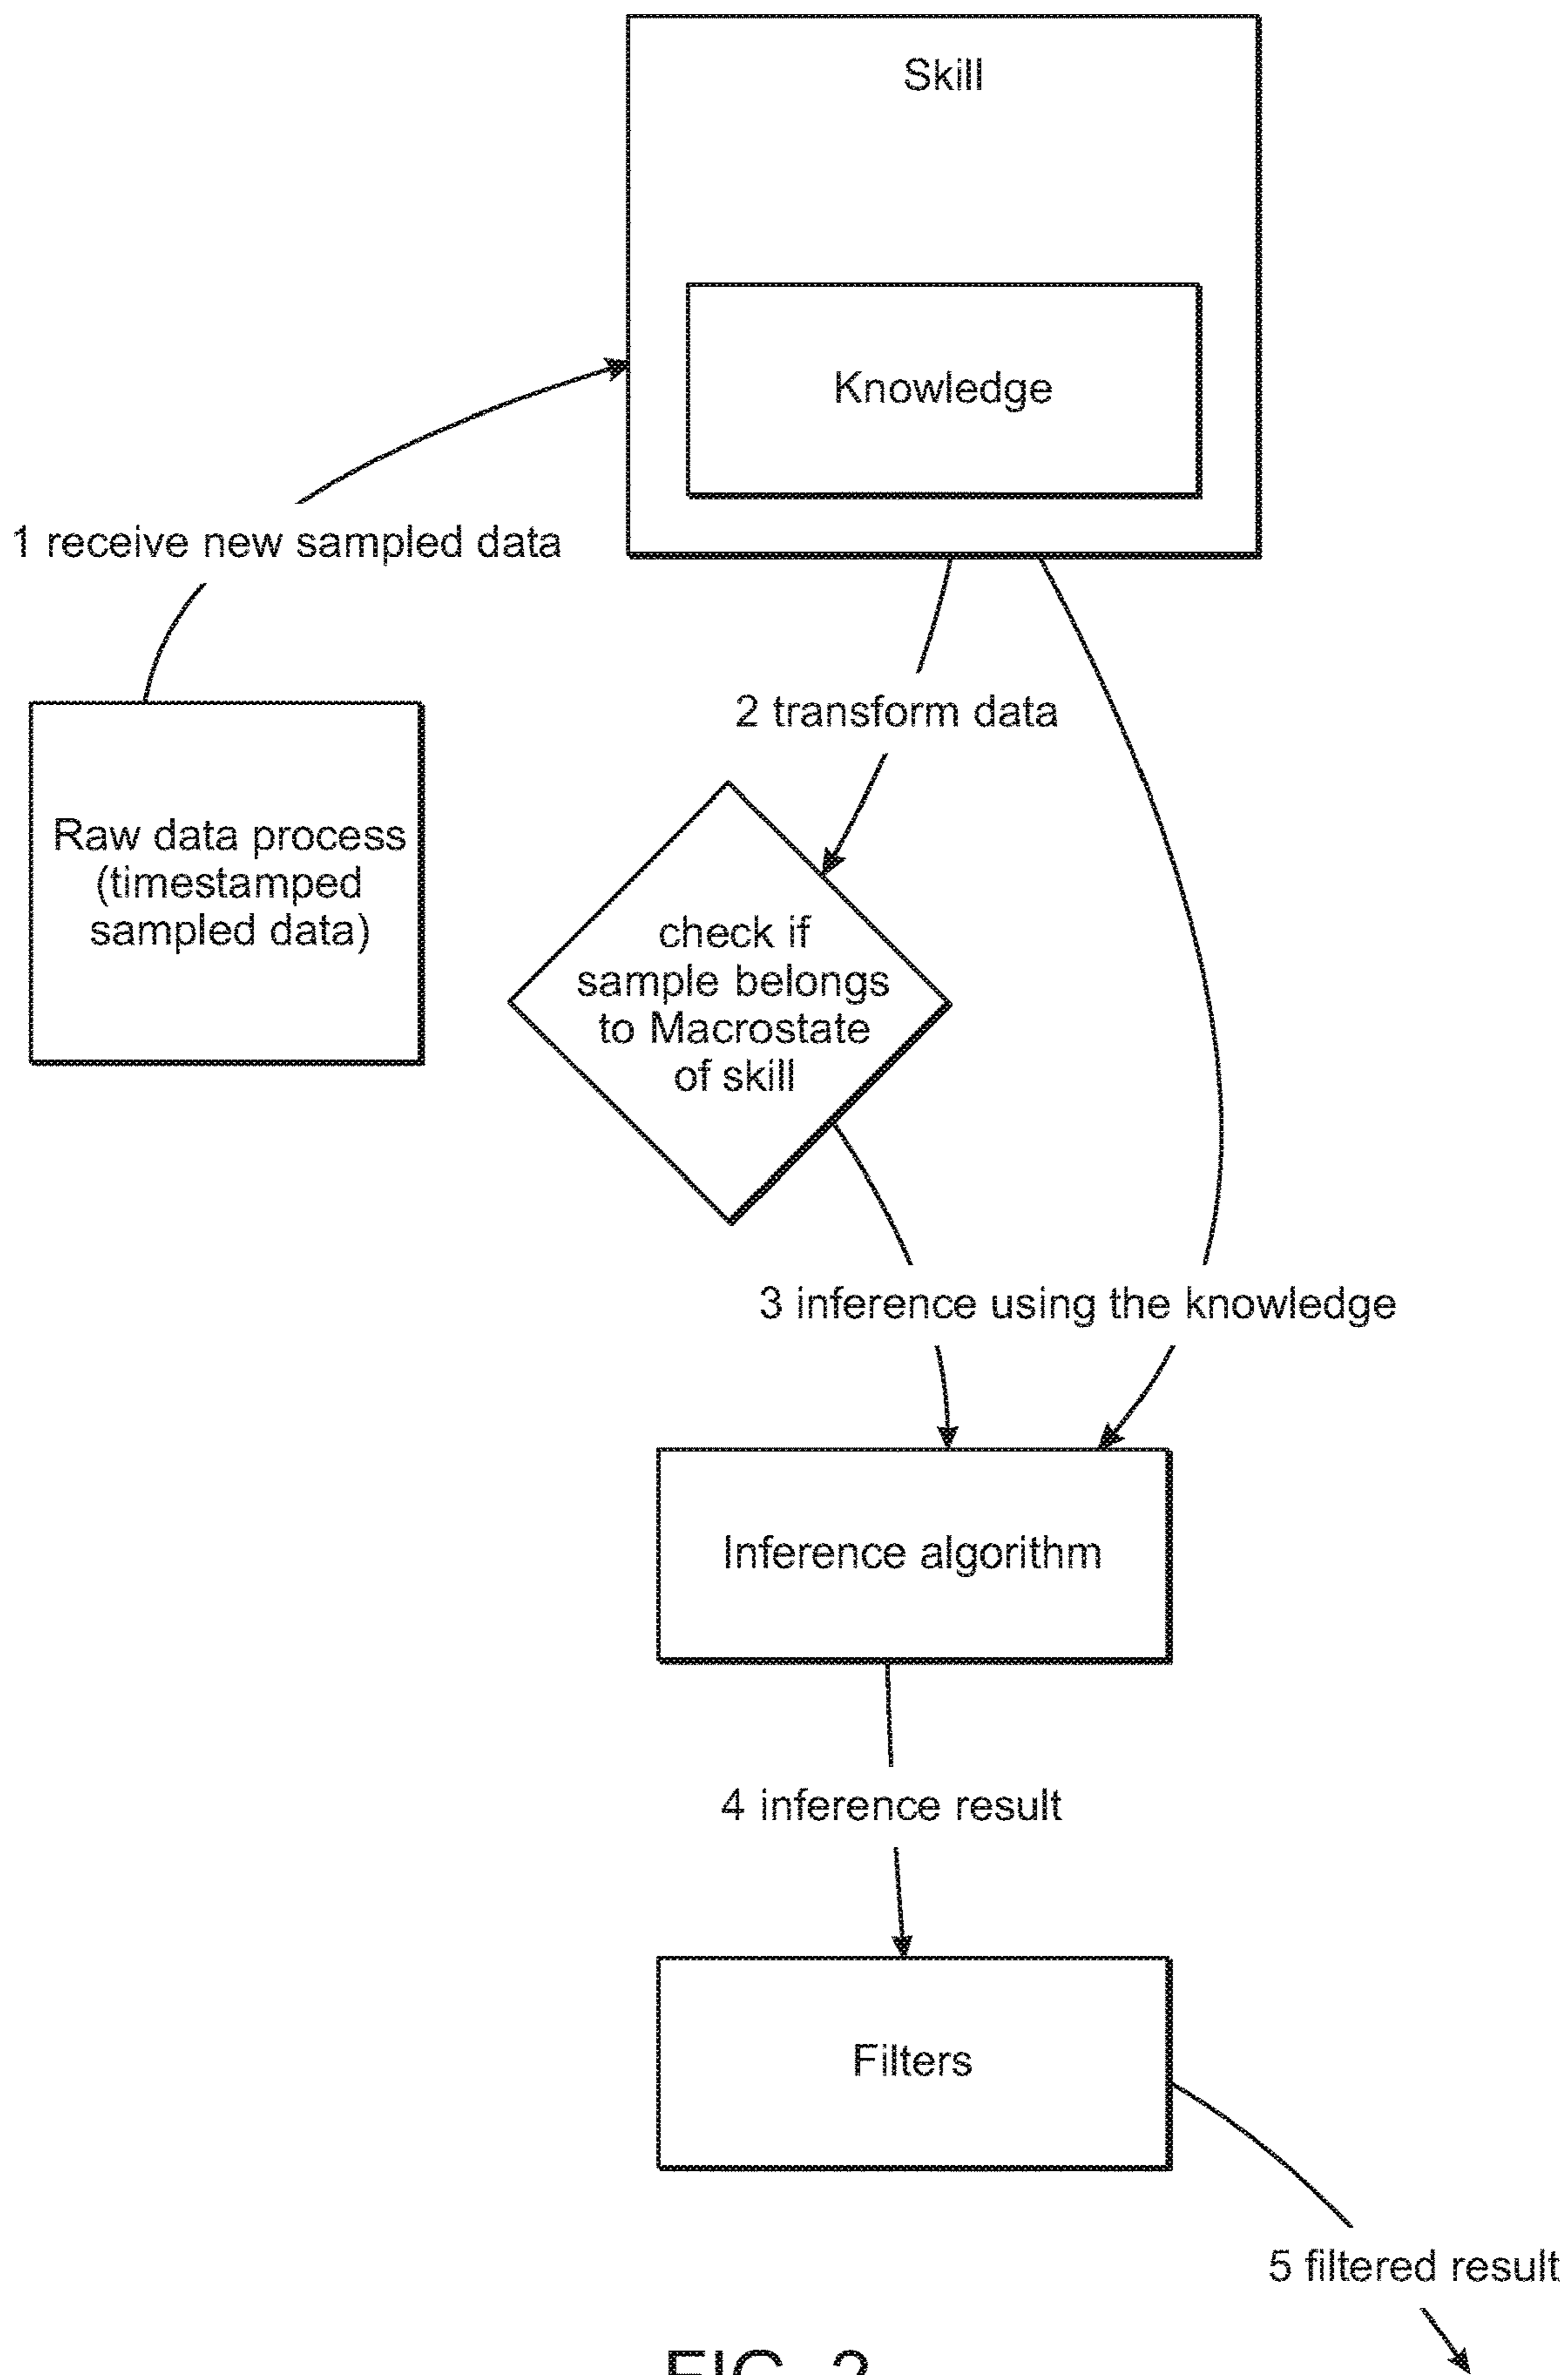 Skill
Knowledge
1 receive new sampled data
2 transform data
Raw data process
(timestamped
sampled data)
check if
sample belongs
to Macrostate
of skill
3 inference using the knowledge
Inference algorithm
4 inference result
Filters
5 filtered result
FIG. 2